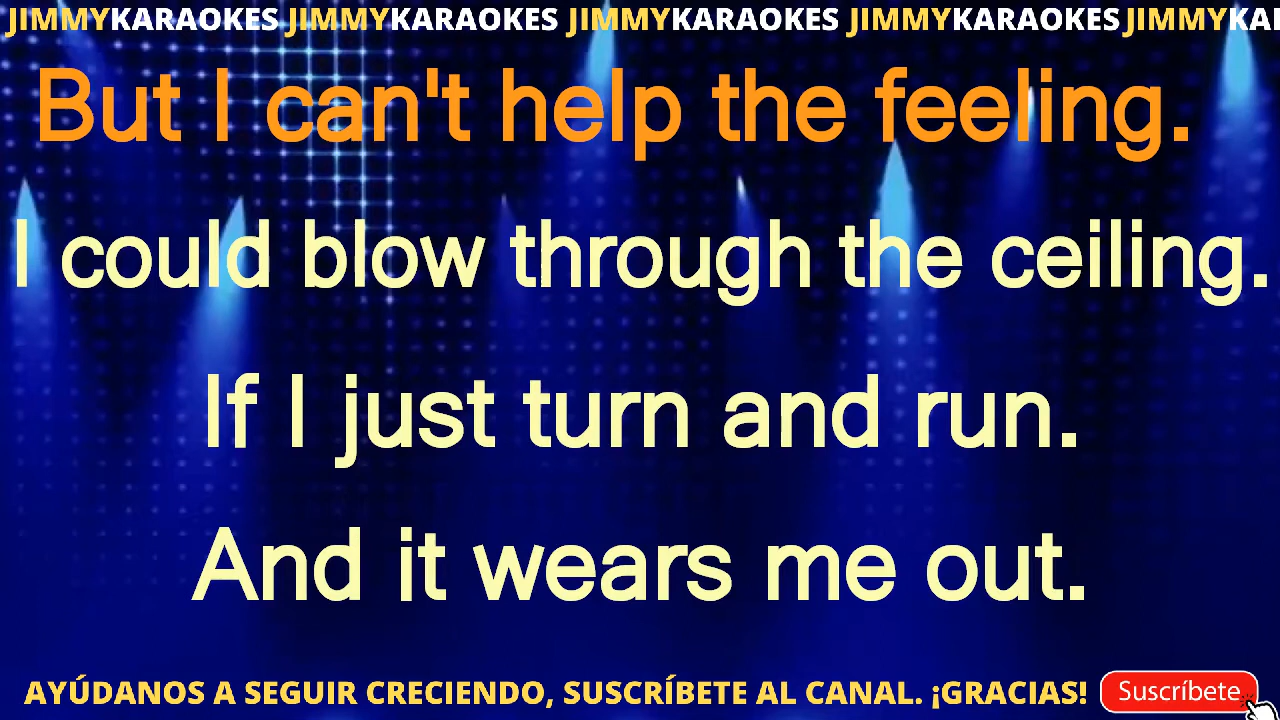 JIMMYKARAOKES JIMMYKARAOKES JIMMYKARAOKES JIMMYKARAOKES JIMMYKA
But I can't help the feeling.
I could blow through the ceiling.
If I just turn and run.
And it wears me out.
AYÚDANOS A SEGUIR CRECIENDO, SUSCRÍBETE AL CANAL. ¡GRACIAS! Suscríbete